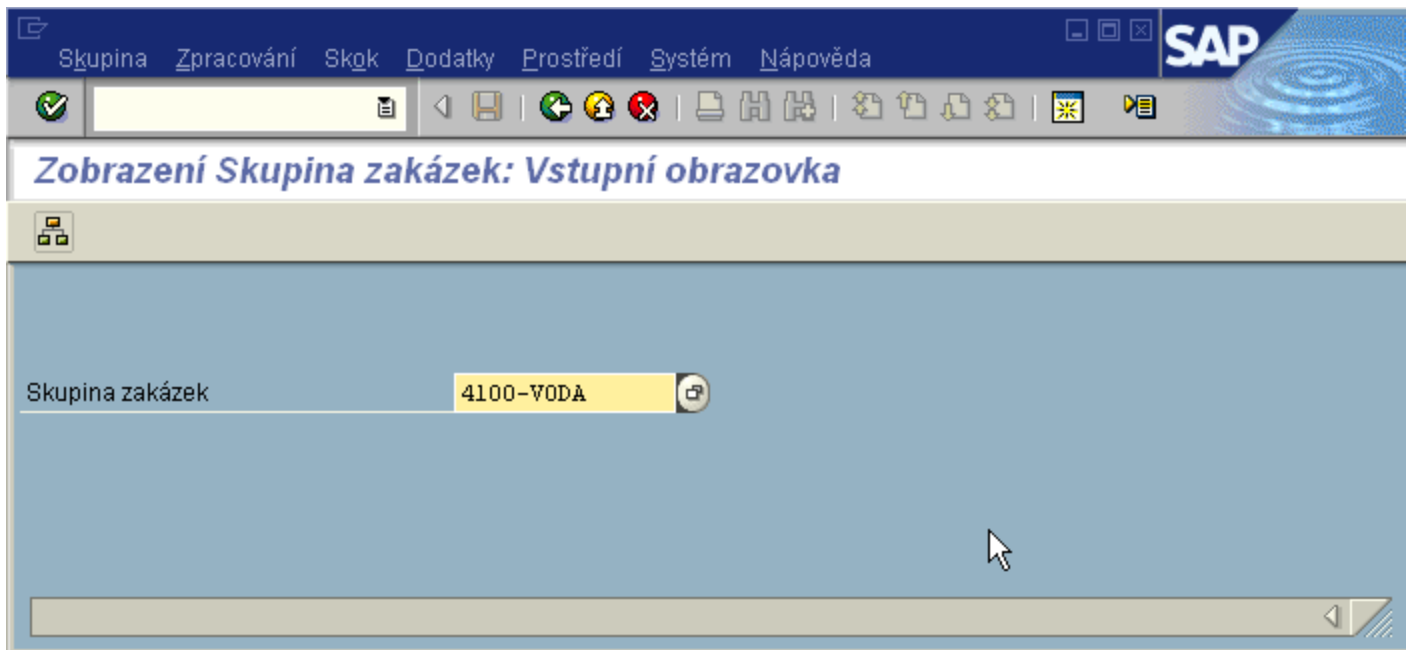 Skupina Zpracování Skok Dodatky Prostředí Systém Nápověda
SAP
Zobrazení Skupina zakázek: Vstupní obrazovka
Skupina zakázek 4100-VODA